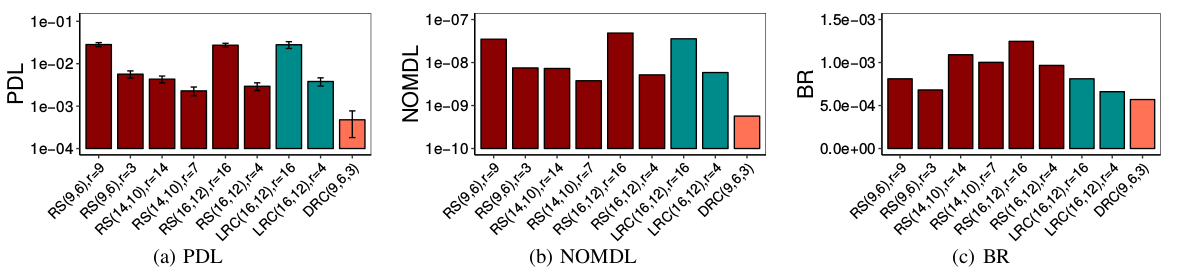 PDL
1e−01
1e−02
1e−03
1e−04
RS(9,6),r=9
RS(9,6),r=3
RS(14,10),r=14
RS(14,10),r=7
RS(16,12),r=16
RS(16,12),r=4
LRC(16,12),r=16
LRC(16,12),r=4
DRC(9,6,3)
(a) PDL
NOMDL
1e−07
1e−08
1e−09
1e−10
RS(9,6),r=9
RS(9,6),r=3
RS(14,10),r=14
RS(14,10),r=7
RS(16,12),r=16
RS(16,12),r=4
LRC(16,12),r=16
LRC(16,12),r=4
DRC(9,6,3)
(b) NOMDL
BR
1.5e−03
1.0e−03
5.0e−04
0.0e+00
RS(9,6),r=9
RS(9,6),r=3
RS(14,10),r=14
RS(14,10),r=7
RS(16,12),r=16
RS(16,12),r=4
LRC(16,12),r=16
LRC(16,12),r=4
DRC(9,6,3)
(c) BR